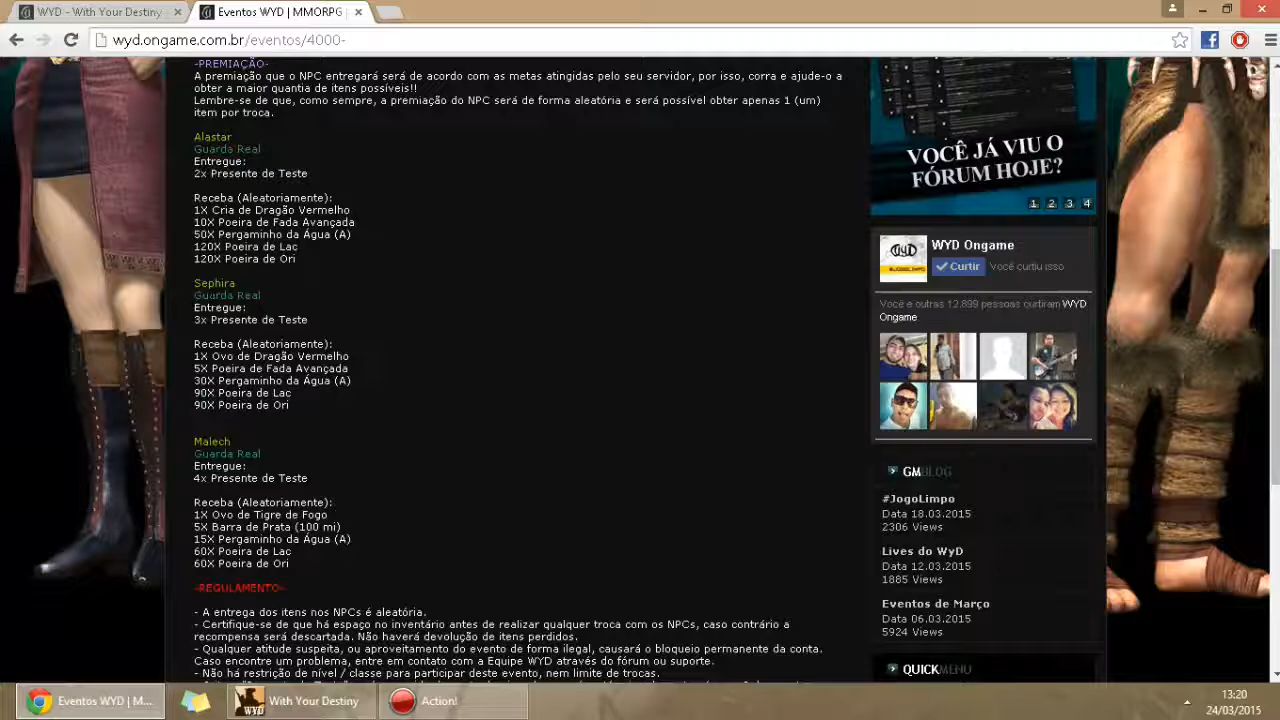 WYD - With Your Destiny
Eventos WYD | MMORPG
wyd.ongame.com.br/eventos/4000-
-PREMIAÇÃO-
A premiação que o NPC entregará será de acordo com as metas atingidas pelo seu servidor, por isso, corra e ajude-o a
obter a maior quantia de itens possíveis!!
Lembre-se de que, como sempre, a premiação do NPC será de forma aleatória e será possível obter apenas 1 (um)
item por troca.
Alastar
Guarda Real
Entregue:
2x Presente de Teste
Receba (Aleatoriamente):
1X Cria de Dragão Vermelho
10X Poeira de Fada Avançada
50X Pergaminho da Água (A)
120X Poeira de Lac
120X Poeira de Ori
Sephira
Guarda Real
Entregue:
3x Presente de Teste
Receba (Aleatoriamente):
1X Ovo de Dragão Vermelho
5X Poeira de Fada Avançada
30X Pergaminho da Água (A)
90X Poeira de Lac
90X Poeira de Ori
Malech
Guarda Real
Entregue:
4x Presente de Teste
Receba (Aleatoriamente):
1X Ovo de Tigre de Fogo
5X Barra de Prata (100 mi)
15X Pergaminho da Água (A)
60X Poeira de Lac
60X Poeira de Ori
-REGULAMENTO-
- A entrega dos itens nos NPCs é aleatória.
- Certifique-se de que há espaço no inventário antes de realizar qualquer troca com os NPCs, caso contrário a
recompensa será descartada. Não haverá devolução de itens perdidos.
- Qualquer atitude suspeita, ou aproveitamento do evento de forma ilegal, causará o bloqueio permanente da conta.
Caso encontre um problema, entre em contato com a Equipe WYD através do fórum ou suporte.
- Não há restrição de nível / classe para participar deste evento, nem limite de trocas.
VOCÊ JÁ VIU O
FÓRUM HOJE?
1 2 3 4
WYD Ongame
Curtir Você curtiu isso
Você e outras 12.899 pessoas curtiram WYD
Ongame.
GMBLOG
#JogoLimpo
Data 18.03.2015
2306 Views
Lives do WyD
Data 12.03.2015
1885 Views
Eventos de Março
Data 06.03.2015
5924 Views
QUICKMENU
Eventos WYD | M...
With Your Destiny
Action!
13:20
24/03/2015